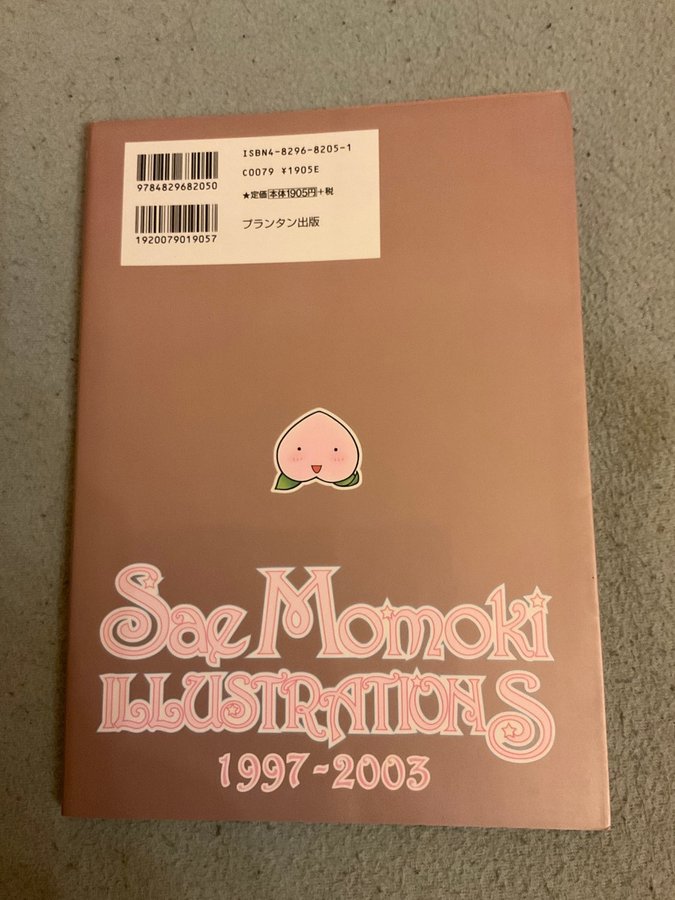 ISBN4-8296-8205-1
C0079 ¥1905E
★定価 本体1905円+税
プランタン出版
9784829682050
1920079019057
Sae Momoki
ILLUSTRATIONS
1997-2003